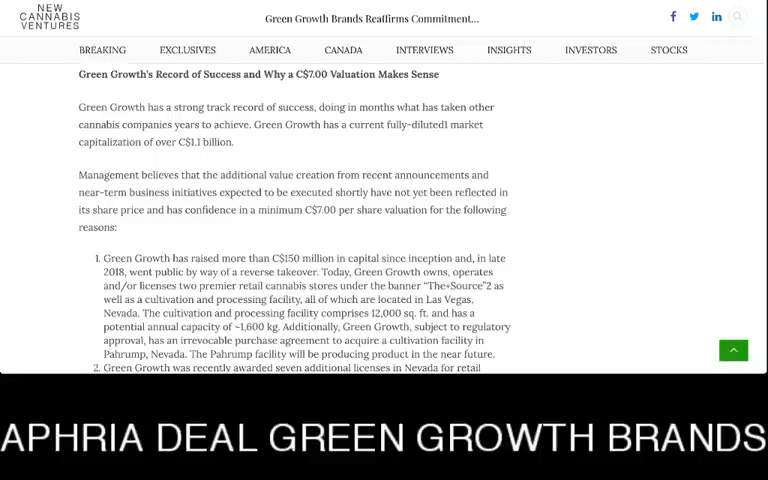 NEW
CANNABIS
VENTURES
Green Growth Brands Reaffirms Commitment...
BREAKING EXCLUSIVES AMERICA CANADA INTERVIEWS INSIGHTS INVESTORS STOCKS
Green Growth's Record of Success and Why a C$7.00 Valuation Makes Sense
Green Growth has a strong track record of success, doing in months what has taken other
cannabis companies years to achieve. Green Growth has a current fully-diluted1 market
capitalization of over C$1.1 billion.
Management believes that the additional value creation from recent announcements and
near-term business initiatives expected to be executed shortly have not yet been reflected in
its share price and has confidence in a minimum C$7.00 per share valuation for the following
reasons:
1. Green Growth has raised more than C$150 million in capital since inception and, in late
2018, went public by way of a reverse takeover. Today, Green Growth owns, operates
and/or licenses two premier retail cannabis stores under the banner “The+Source”2 as
well as a cultivation and processing facility, all of which are located in Las Vegas,
Nevada. The cultivation and processing facility comprises 12,000 sq. ft. and has a
potential annual capacity of ~1,600 kg. Additionally, Green Growth, subject to regulatory
approval, has an irrevocable purchase agreement to acquire a cultivation facility in
Pahrump, Nevada. The Pahrump facility will be producing product in the near future.
2. Green Growth was recently awarded seven additional licenses in Nevada for retail
APHRIA DEAL GREEN GROWTH BRANDS